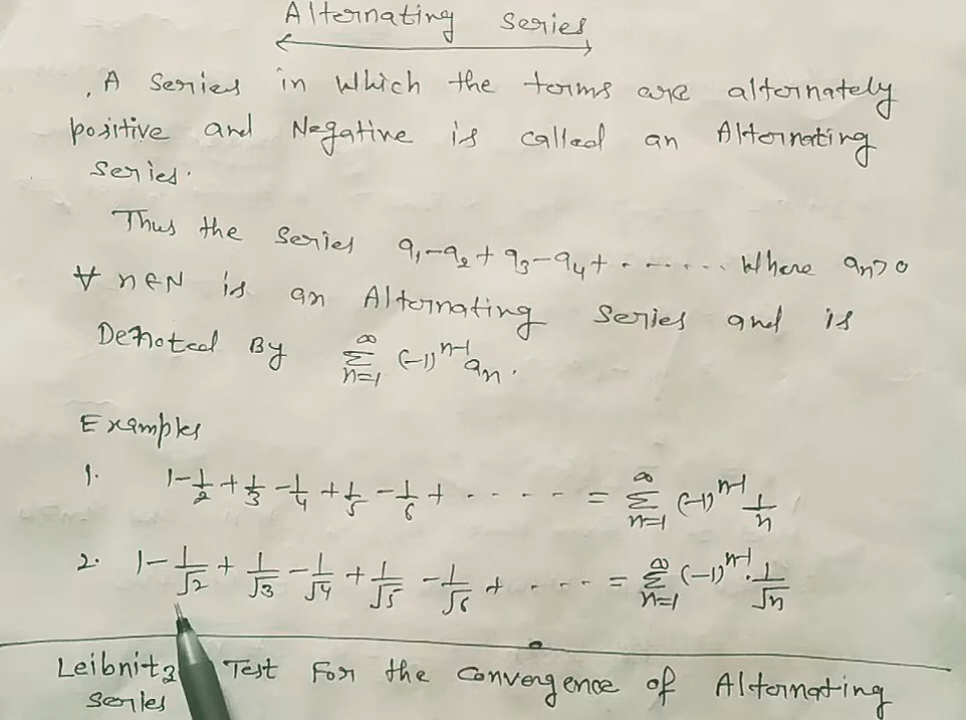 Alternating Series
A Series in Which the terms are alternately
positive and Negative is called an Alternating
Series.
Thus the Series a₁-a₂+a₃-a₄+ . ...... Where aₙ>0
∀ n∈N is an Alternating Series and is
Denoted By ∑_{n=1}^{∞} (-1)^{n-1} aₙ.
Examples
1. 1-1/2+1/3-1/4+1/5-1/6+ ..... = ∑_{n=1}^{∞} (-1)^{n-1} 1/n
2. 1-1/√2+1/√3-1/√4+1/√5-1/√6+ ..... = ∑_{n=1}^{∞} (-1)^{n-1}.1/√n
Leibnitz Test For the Convergence of Alternating
Series